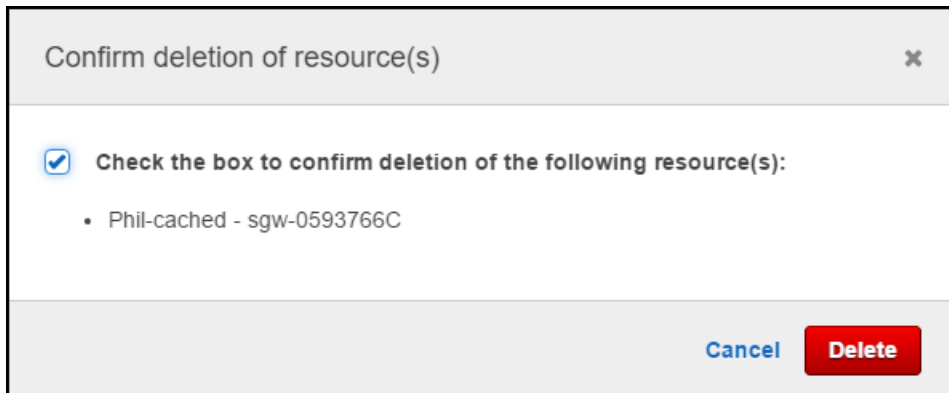 Confirm deletion of resource(s)
Check the box to confirm deletion of the following resource(s):
• Phil-cached - sgw-0593766C
Cancel
Delete